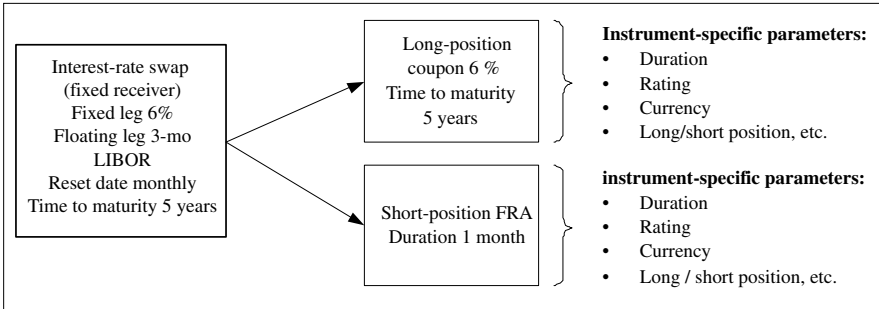 Interest-rate swap
(fixed receiver)
Fixed leg 6%
Floating leg 3-mo
LIBOR
Reset date monthly
Time to maturity 5 years
Long-position
coupon 6 %
Time to maturity
5 years
Instrument-specific parameters:
• Duration
• Rating
• Currency
• Long/short position, etc.
Short-position FRA
Duration 1 month
instrument-specific parameters:
• Duration
• Rating
• Currency
• Long / short position, etc.